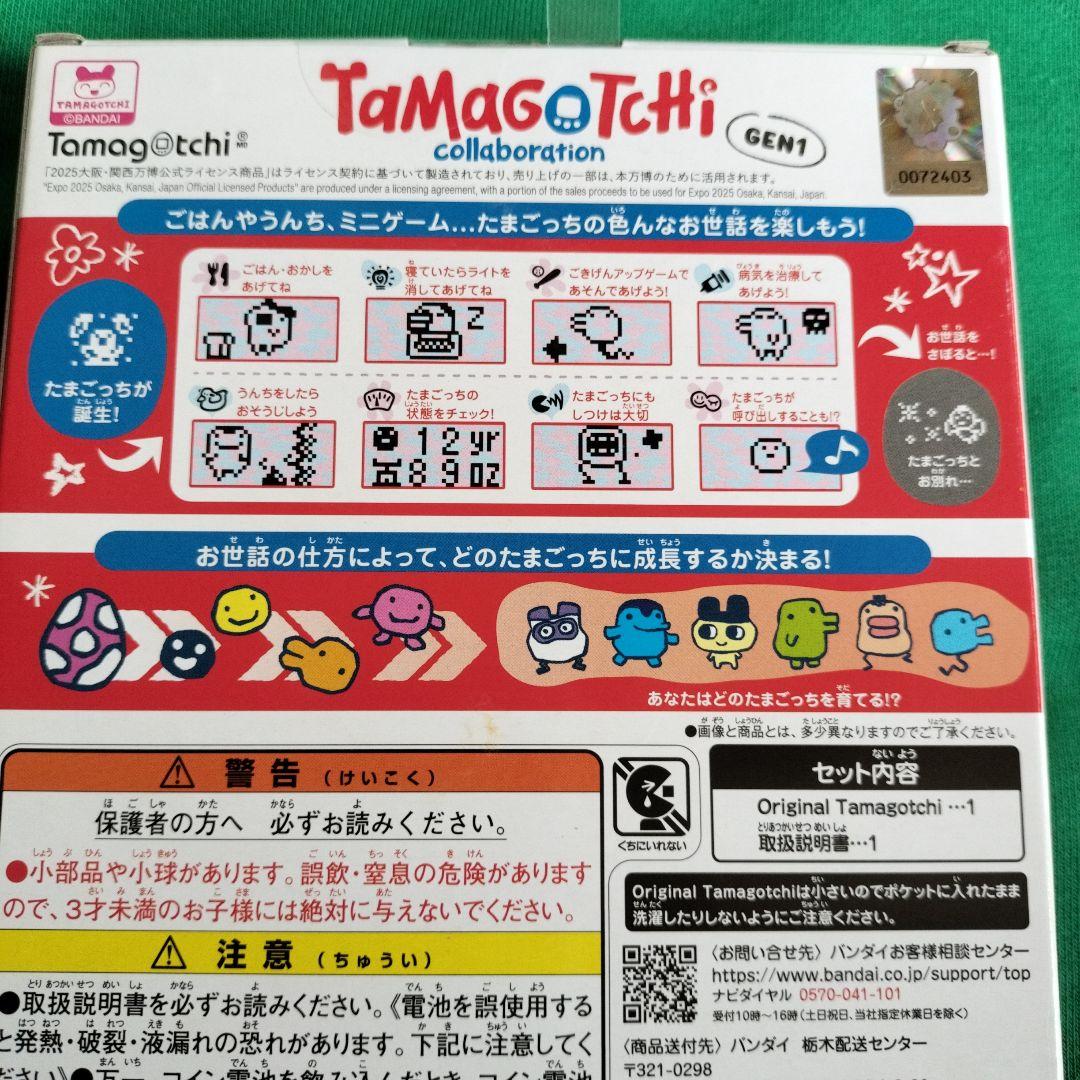 TAMAGOTCHI
©BANDAI
Tamagotchi ® MD
TaMaGoTCHi
collaboration
GEN1
0072403
「2025大阪・関西万博公式ライセンス商品」はライセンス契約に基づいて製造されており、売り上げの一部は、本万博のために活用されます。
"Expo 2025 Osaka, Kansai, Japan Official Licensed Products" are produced under a licensing agreement, with a portion of the sales proceeds to be used for Expo 2025 Osaka, Kansai, Japan.
ごはんやうんち、ミニゲーム…たまごっちの色んなお世話を楽しもう!
たまごっちが
誕生!
ごはん・おかしを
あげてね
寝ていたらライトを
消してあげてね
Z
ごきげんアップゲームで
あそんであげよう!
病気を治療して
あげよう!
お世話を
さぼると…!
うんちをしたら
おそうじしよう
たまごっちの
状態をチェック!
12yr
89oz
たまごっちにも
しつけは大切
たまごっちが
呼び出しすることも!?
たまごっちと
お別れ…
お世話の仕方によって、どのたまごっちに成長するか決まる!
あなたはどのたまごっちを育てる!?
●画像と商品とは、多少異なりますのでご了承ください。
警告 (けいこく)
保護者の方へ 必ずお読みください。
●小部品や小球があります。誤飲・窒息の危険があります
ので、3才未満のお子様には絶対に与えないでください。
注意 (ちゅうい)
●取扱説明書を必ずお読みください。《電池を誤使用する
と発熱・破裂・液漏れの恐れがあります。下記に注意してく
ださい》●万一、コイン電池を飲み込んだとき、コイン電池
くちにいれない
セット内容
Original Tamagotchi …1
取扱説明書…1
Original Tamagotchiは小さいのでポケットに入れたまま
洗濯したりしないようにご注意ください。
〈お問い合せ先〉バンダイお客様相談センター
https://www.bandai.co.jp/support/top
ナビダイヤル 0570-041-101
受付10時～16時(土日祝日、当社指定休業日を除く)
〈商品送付先〉バンダイ 栃木配送センター
〒321-0298